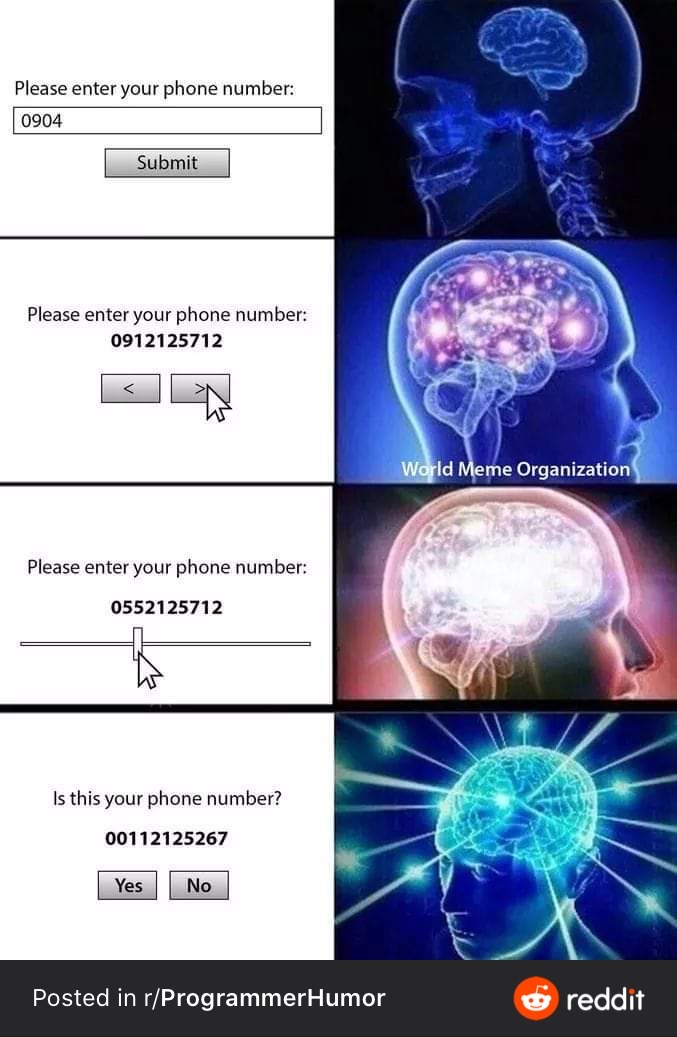 Please enter your phone number:
0904
Submit
Please enter your phone number:
0912125712
< >
World Meme Organization
Please enter your phone number:
0552125712
Is this your phone number?
00112125267
Yes No
Posted in r/ProgrammerHumor reddit